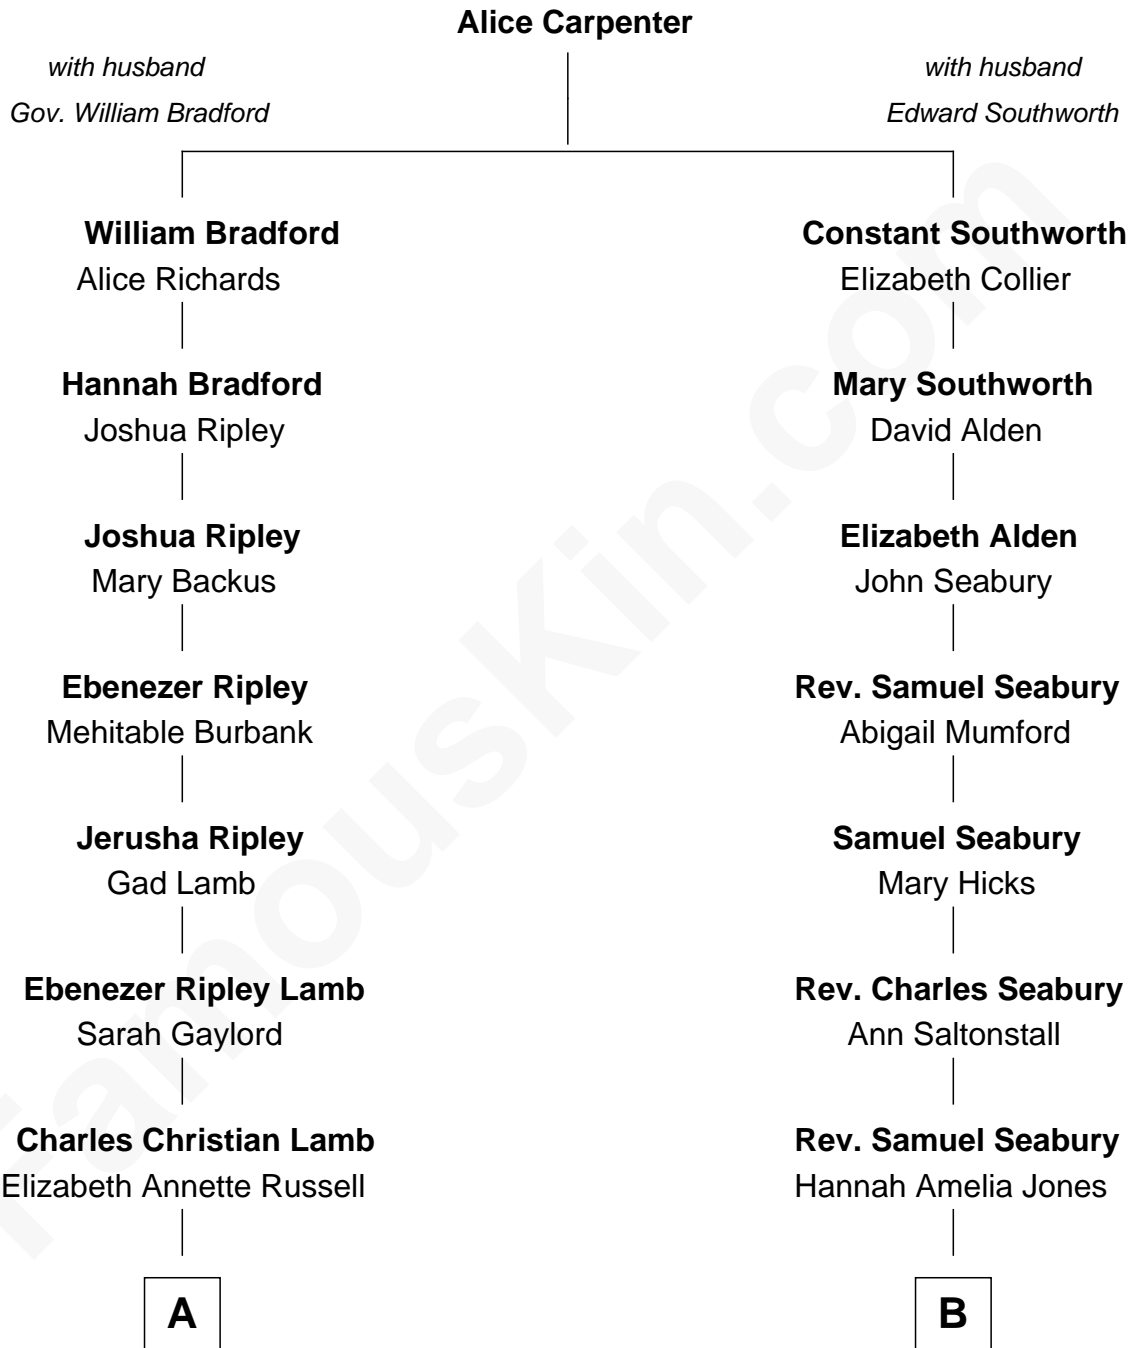 Alice Carpenter
with husband
Gov. William Bradford
with husband
Edward Southworth
William Bradford
Alice Richards
Constant Southworth
Elizabeth Collier
Hannah Bradford
Joshua Ripley
Mary Southworth
David Alden
Joshua Ripley
Mary Backus
Elizabeth Alden
John Seabury
Ebenezer Ripley
Mehitable Burbank
Rev. Samuel Seabury
Abigail Mumford
Jerusha Ripley
Gad Lamb
Samuel Seabury
Mary Hicks
Ebenezer Ripley Lamb
Sarah Gaylord
Rev. Charles Seabury
Ann Saltonstall
Charles Christian Lamb
Elizabeth Annette Russell
Rev. Samuel Seabury
Hannah Amelia Jones
A
B
FamousKin.com